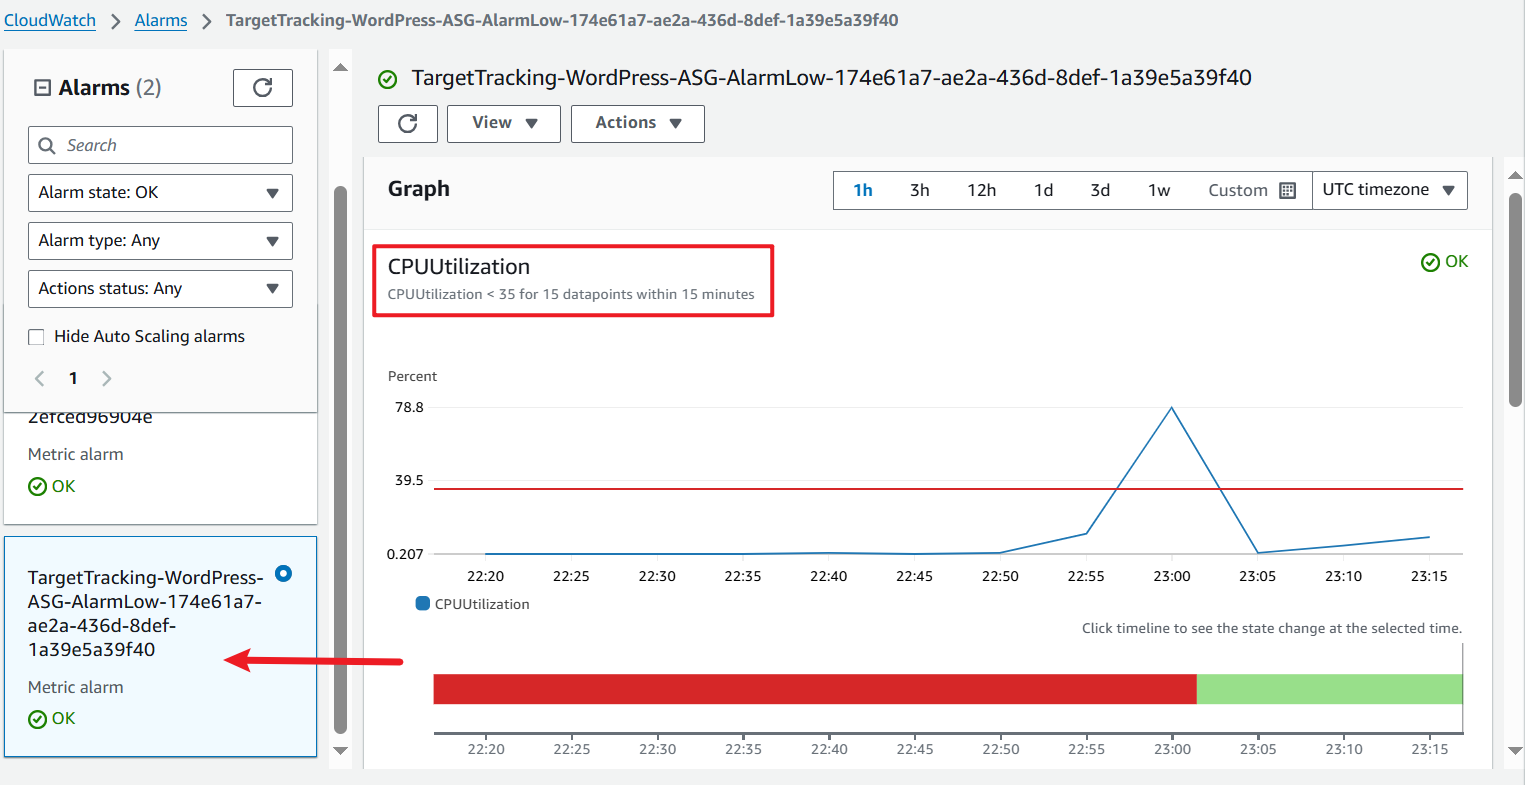 CloudWatch > Alarms > TargetTracking-WordPress-ASG-AlarmLow-174e61a7-ae2a-436d-8def-1a39e5a39f40
Alarms (2)
Search
Alarm state: OK
Alarm type: Any
Actions status: Any
Hide Auto Scaling alarms
1
2efced96904e
Metric alarm
OK
TargetTracking-WordPress-
ASG-AlarmLow-174e61a7-
ae2a-436d-8def-
1a39e5a39f40
Metric alarm
OK
TargetTracking-WordPress-ASG-AlarmLow-174e61a7-ae2a-436d-8def-1a39e5a39f40
View Actions
Graph 1h 3h 12h 1d 3d 1w Custom UTC timezone
CPUUtilization
CPUUtilization < 35 for 15 datapoints within 15 minutes
OK
Percent
78.8
39.5
0.207
22:20 22:25 22:30 22:35 22:40 22:45 22:50 22:55 23:00 23:05 23:10 23:15
CPUUtilization
Click timeline to see the state change at the selected time.
22:20 22:25 22:30 22:35 22:40 22:45 22:50 22:55 23:00 23:05 23:10 23:15